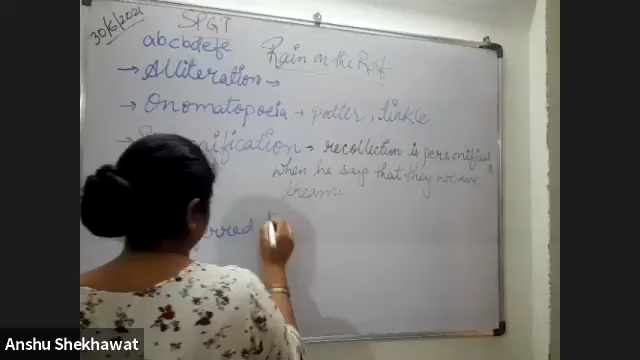 30/6/2021
SPGT
abcbdefe
Rain on the Roof
→ Alliteration →
→ Onomatopoeia → patter, tinkle
nification → recollection is personified
when he says that they weave
dreams
rred
Anshu Shekhawat